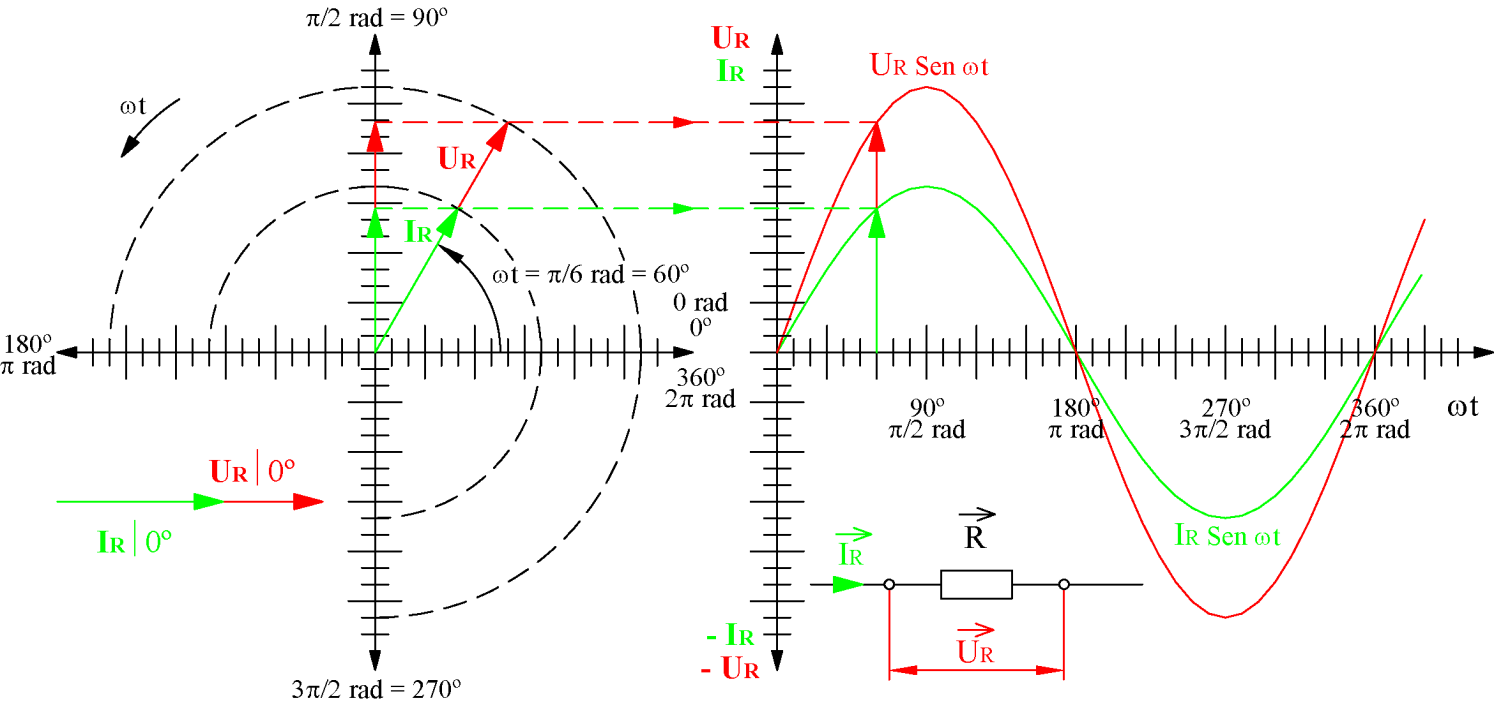 π/2 rad = 90º
ωt
UR
IR
ωt = π/6 rad = 60º
0 rad
0º
180º
π rad
360º
2π rad
UR 0º
IR 0º
3π/2 rad = 270º
UR
IR
UR Sen ωt
90º
π/2 rad
180º
π rad
270º
3π/2 rad
360º
2π rad
ωt
IR Sen ωt
IR
R
UR
- IR
- UR